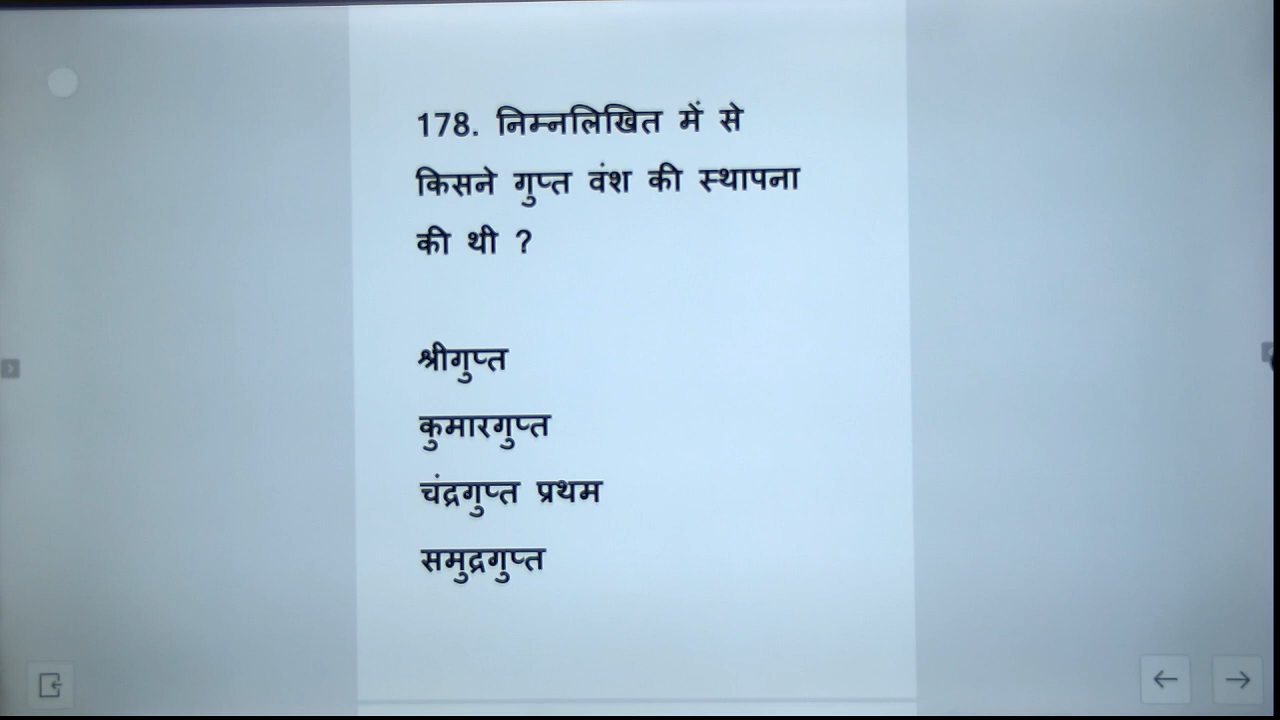 178. निम्नलिखित में से
किसने गुप्त वंश की स्थापना
की थी ?
श्रीगुप्त
कुमारगुप्त
चंद्रगुप्त प्रथम
समुद्रगुप्त